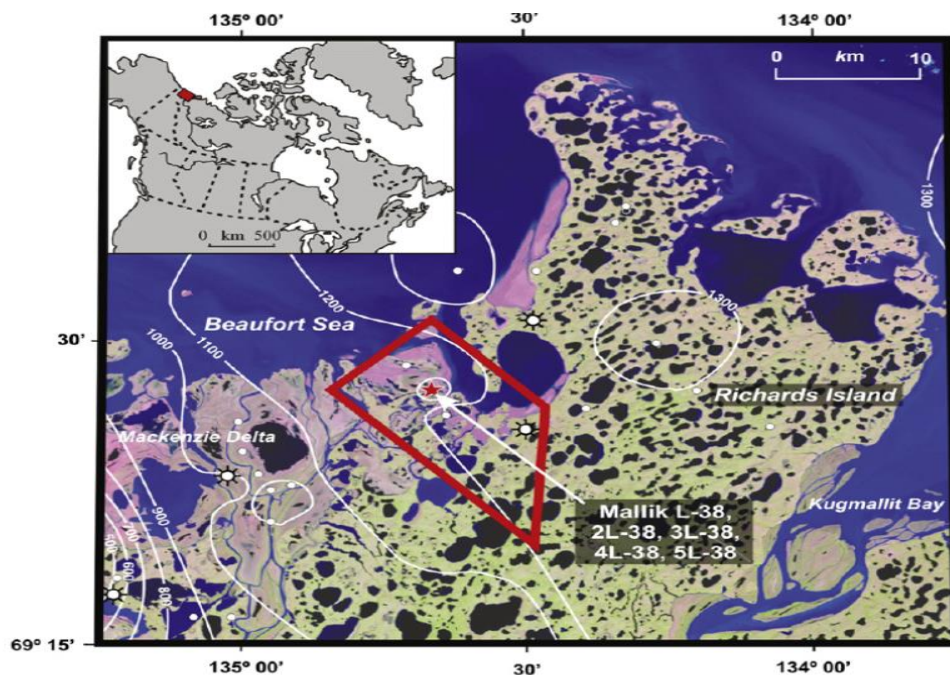 135° 00'
30'
134° 00'
km
0
10
0 km 500
1300
1300
1200
Beaufort Sea
1000
1100
30'
Richards Island
Mackenzie Delta
Mallik L-38,
2L-38, 3L-38,
4L-38, 5L-38
Kugmallit Bay
900
700
800
600
69° 15'
135° 00'
30'
134° 00'